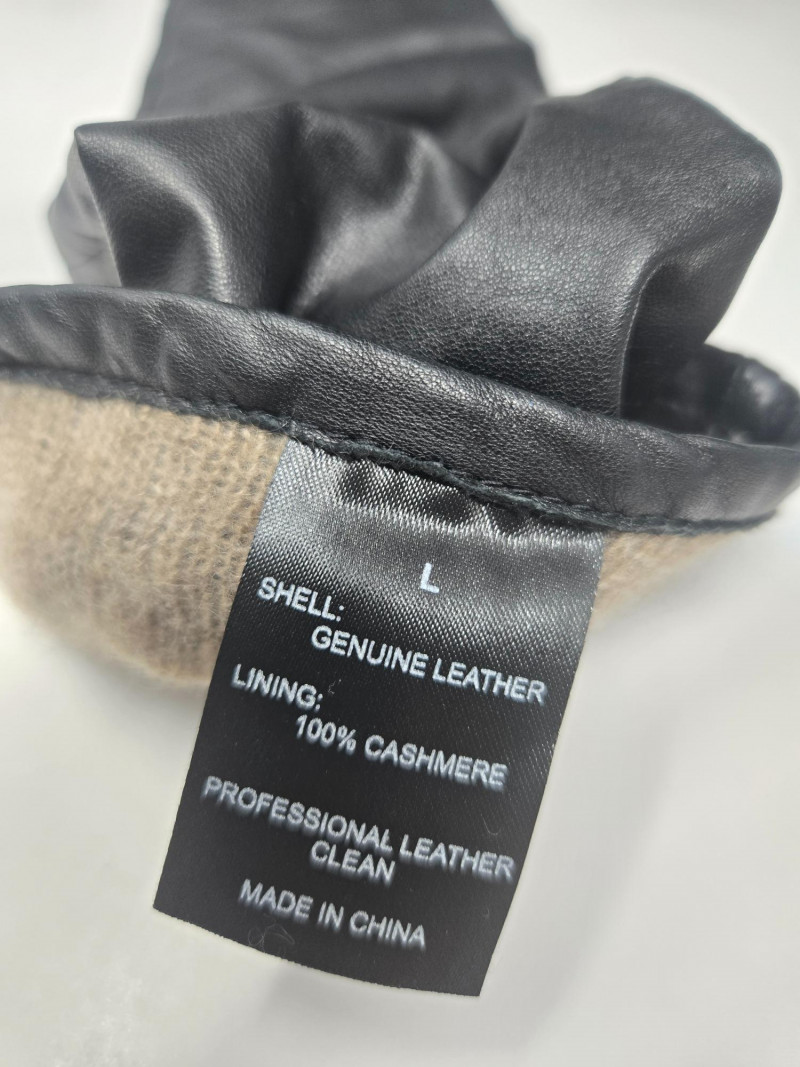 L
SHELL:
GENUINE LEATHER
LINING:
100% CASHMERE
PROFESSIONAL LEATHER
CLEAN
MADE IN CHINA